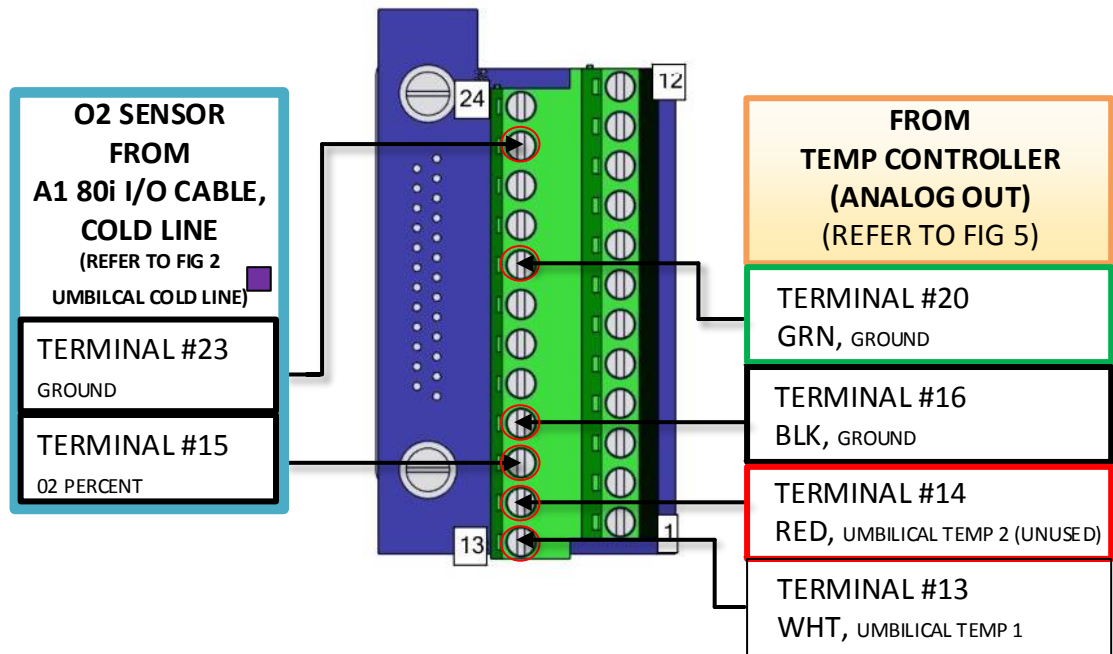 O2 SENSOR
FROM
A1 80i I/O CABLE,
COLD LINE
(REFER TO FIG 2
UMBILCAL COLD LINE)
TERMINAL #23
GROUND
TERMINAL #15
02 PERCENT
24
12
13
1
FROM
TEMP CONTROLLER
(ANALOG OUT)
(REFER TO FIG 5)
TERMINAL #20
GRN, GROUND
TERMINAL #16
BLK, GROUND
TERMINAL #14
RED, UMBILICAL TEMP 2 (UNUSED)
TERMINAL #13
WHT, UMBILICAL TEMP 1